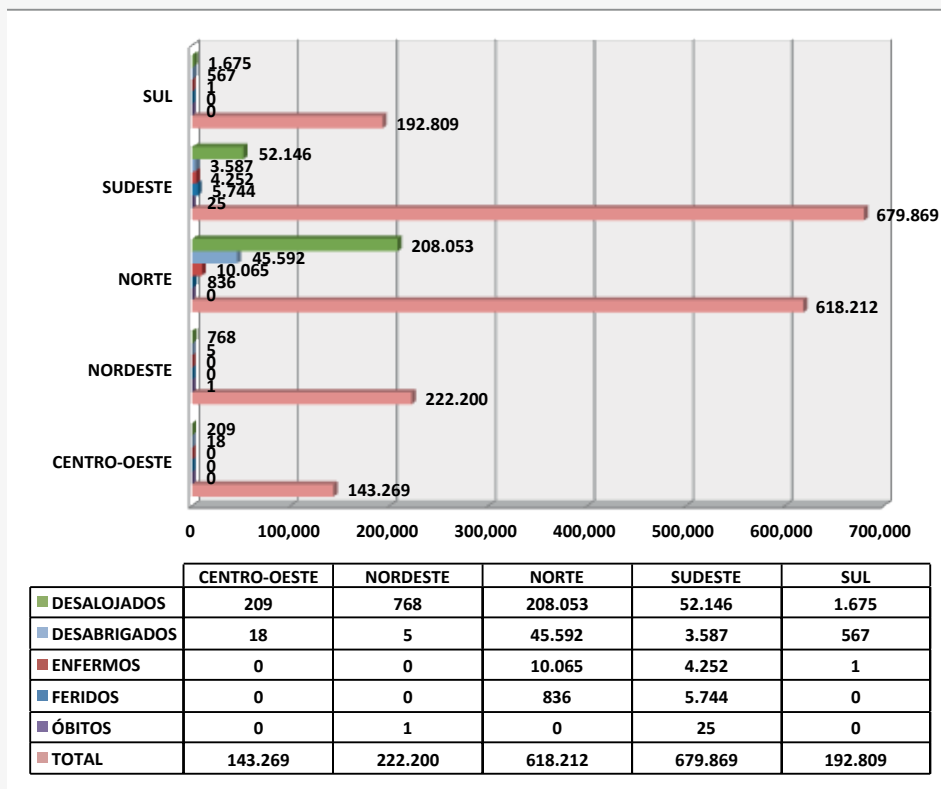 1.675
567
1
0
0
SUL
192.809
52.146
3.587
4.252
5.744
25
SUDESTE
679.869
208.053
45.592
10.065
836
0
NORTE
618.212
768
5
0
0
1
NORDESTE
222.200
209
18
0
0
0
CENTRO-OESTE
143.269
0 100,000 200,000 300,000 400,000 500,000 600,000 700,000
CENTRO-OESTE NORDESTE NORTE SUDESTE SUL
DESALOJADOS 209 768 208.053 52.146 1.675
DESABRIGADOS 18 5 45.592 3.587 567
ENFERMOS 0 0 10.065 4.252 1
FERIDOS 0 0 836 5.744 0
ÓBITOS 0 1 0 25 0
TOTAL 143.269 222.200 618.212 679.869 192.809